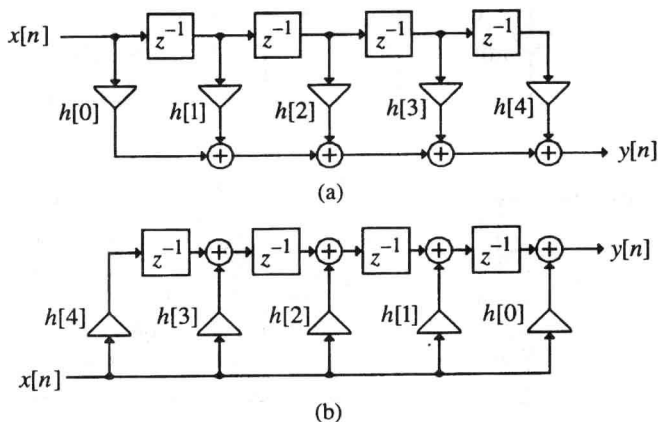 x[n] z⁻¹ z⁻¹ z⁻¹ z⁻¹
h[0] h[1] h[2] h[3] h[4]
+ + + + y[n]
(a)
z⁻¹ + z⁻¹ + z⁻¹ + z⁻¹ + y[n]
h[4] h[3] h[2] h[1] h[0]
x[n]
(b)